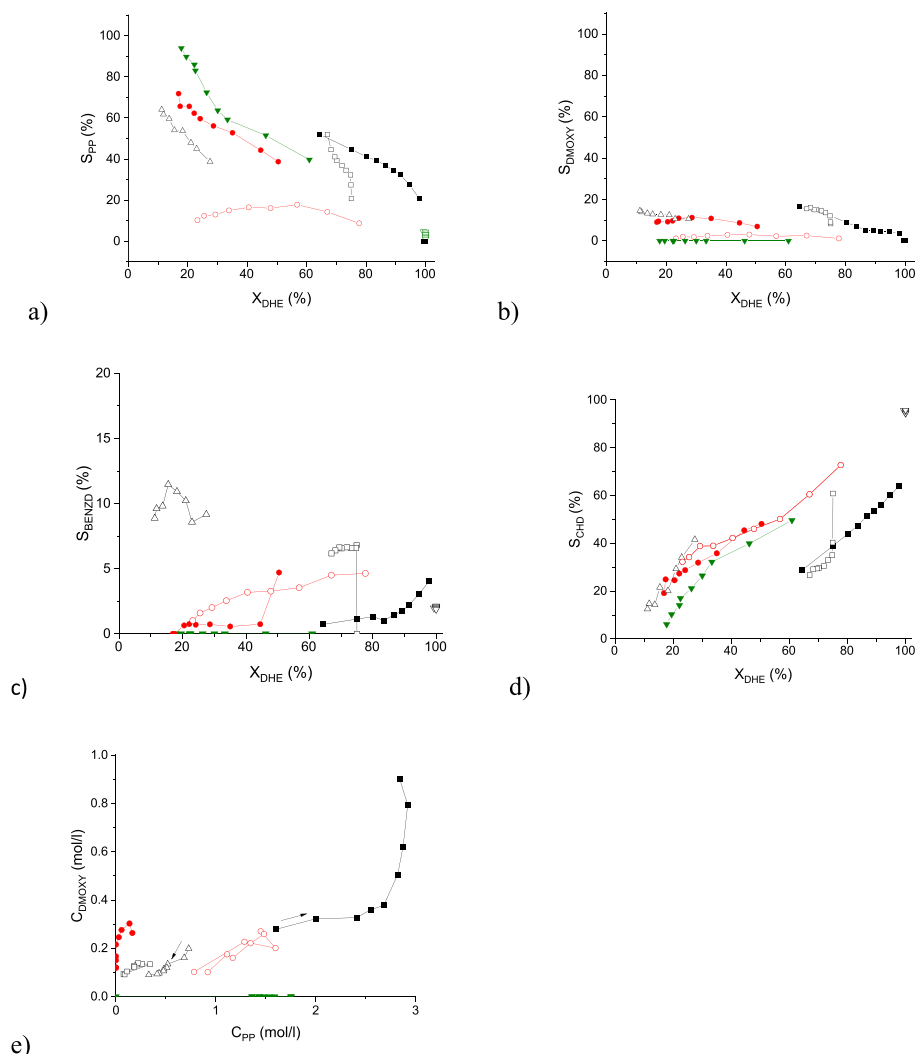 100
80
60
40
20
0
S_PP (%)
0 20 40 60 80 100
X_DHE (%)
a)
100
80
60
40
20
0
S_DMOXY (%)
0 20 40 60 80 100
X_DHE (%)
b)
20
15
10
5
0
S_BENZD (%)
0 20 40 60 80 100
X_DHE (%)
c)
100
80
60
40
20
0
S_CHD (%)
0 20 40 60 80 100
X_DHE (%)
d)
1.0
0.8
0.6
0.4
0.2
0.0
C_DMOXY (mol/l)
0 1 2 3
C_PP (mol/l)
e)